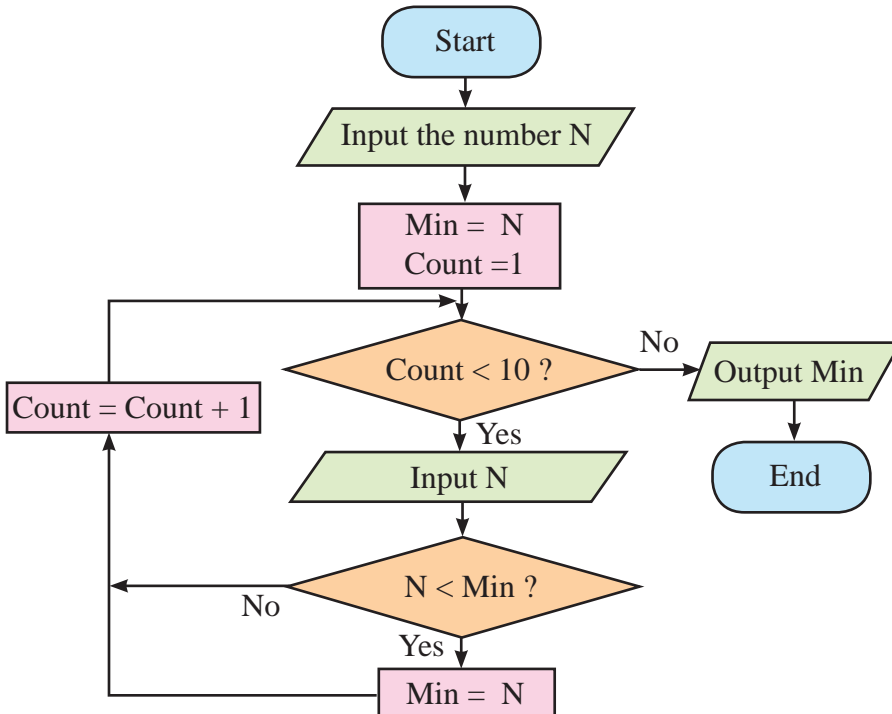 Start
Input the number N
Min = N
Count =1
Count < 10 ?
No
Output Min
Count = Count + 1
Yes
Input N
End
N < Min ?
No
Yes
Min = N